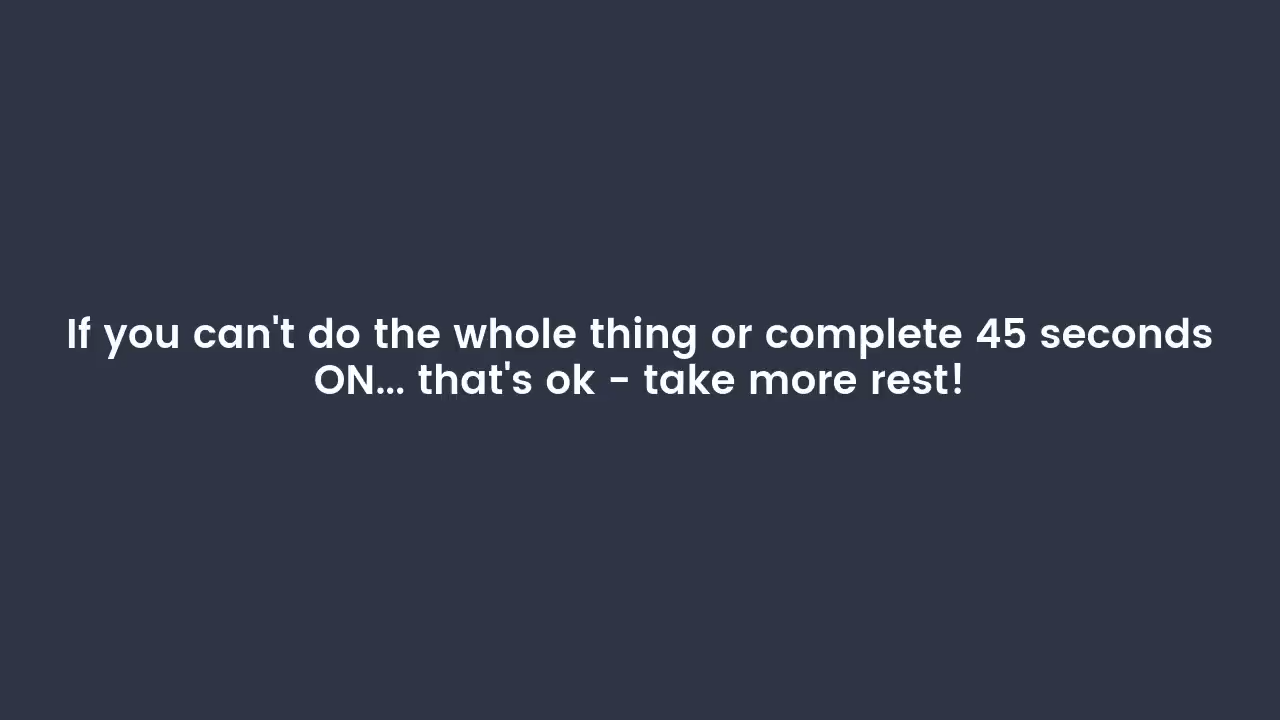 If you can't do the whole thing or complete 45 seconds
ON... that's ok - take more rest!